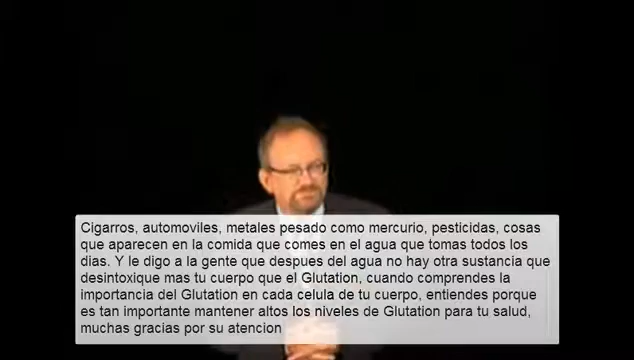 Cigarros, automoviles, metales pesado como mercurio, pesticidas, cosas
que aparecen en la comida que comes en el agua que tomas todos los
dias. Y le digo a la gente que despues del agua no hay otra sustancia que
desintoxique mas tu cuerpo que el Glutation, cuando comprendes la
importancia del Glutation en cada celula de tu cuerpo, entiendes porque
es tan importante mantener altos los niveles de Glutation para tu salud,
muchas gracias por su atencion